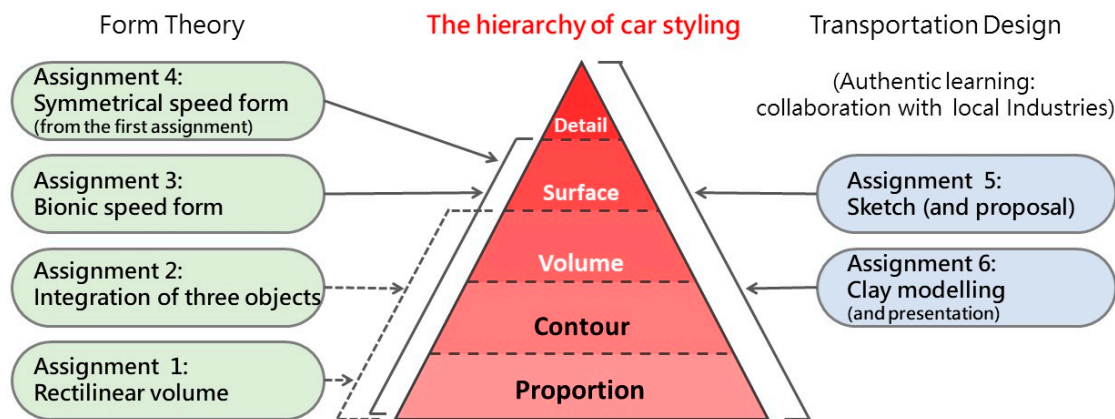 Form Theory
The hierarchy of car styling
Transportation Design
Assignment 4:
Symmetrical speed form
(from the first assignment)
Assignment 3:
Bionic speed form
Assignment 2:
Integration of three objects
Assignment 1:
Rectilinear volume
Detail
Surface
Volume
Contour
Proportion
(Authentic learning:
collaboration with local Industries)
Assignment 5:
Sketch (and proposal)
Assignment 6:
Clay modelling
(and presentation)